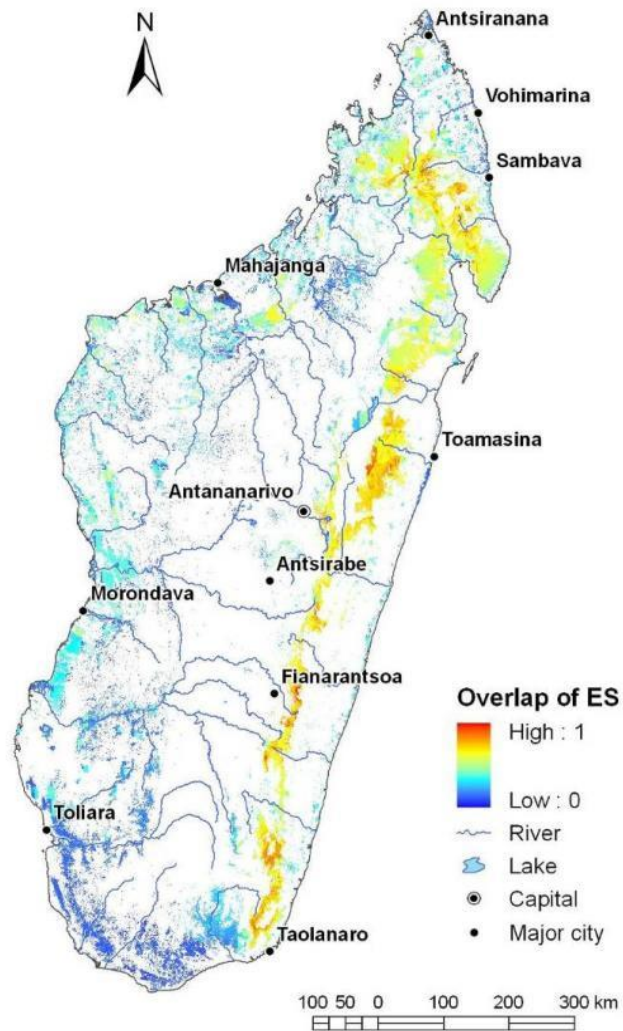 N
Antsiranana
Vohimarina
Sambava
Mahajanga
Toamasina
Antananarivo
Antsirabe
Morondava
Fianarantsoa
Toliara
Taolanaro
Overlap of ES
High : 1
Low : 0
River
Lake
Capital
Major city
100 50 0 100 200 300 km